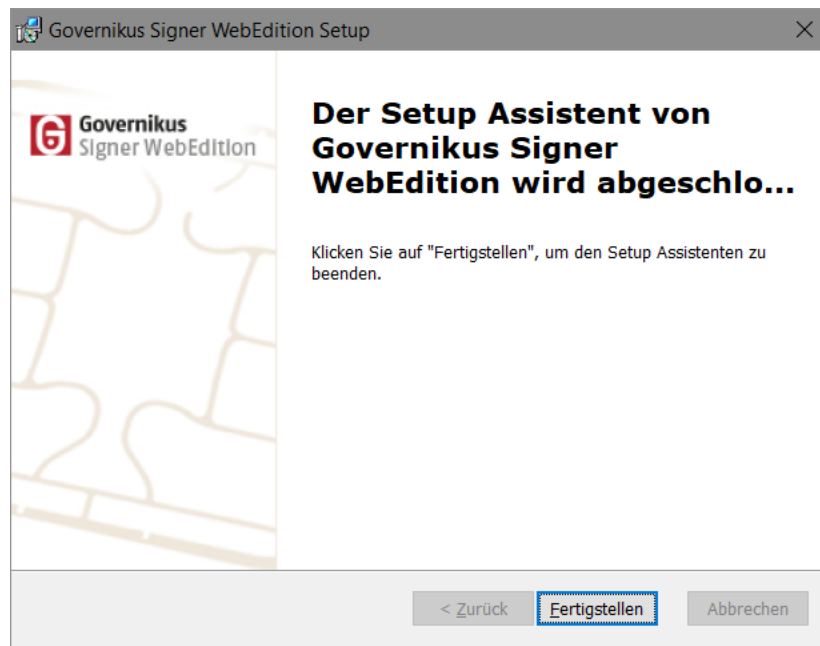 Governikus Signer WebEdition Setup
Governikus
Signer WebEdition
Der Setup Assistent von
Governikus Signer
WebEdition wird abgeschlo...
Klicken Sie auf "Fertigstellen", um den Setup Assistenten zu
beenden.
< Zurück
Fertigstellen
Abbrechen